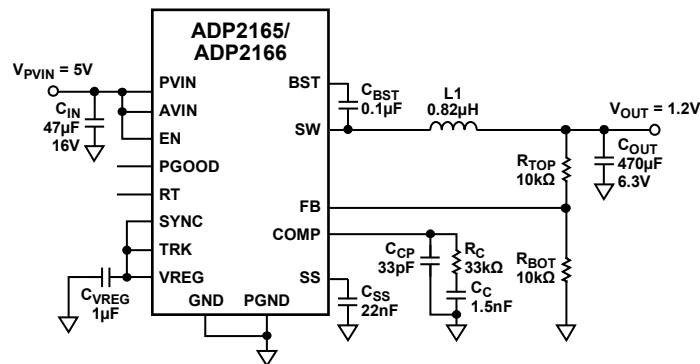 ADP2165/
ADP2166
V_PVIN = 5V
PVIN
BST
C_BST
0.1µF
L1
0.82µH
V_OUT = 1.2V
C_IN
47µF
16V
AVIN
EN
SW
C_OUT
470µF
6.3V
R_TOP
10kΩ
PGOOD
RT
SYNC
FB
TRK
COMP
C_CP
33pF
R_C
33kΩ
R_BOT
10kΩ
VREG
SS
C_VREG
1µF
C_SS
22nF
C_C
1.5nF
GND
PGND